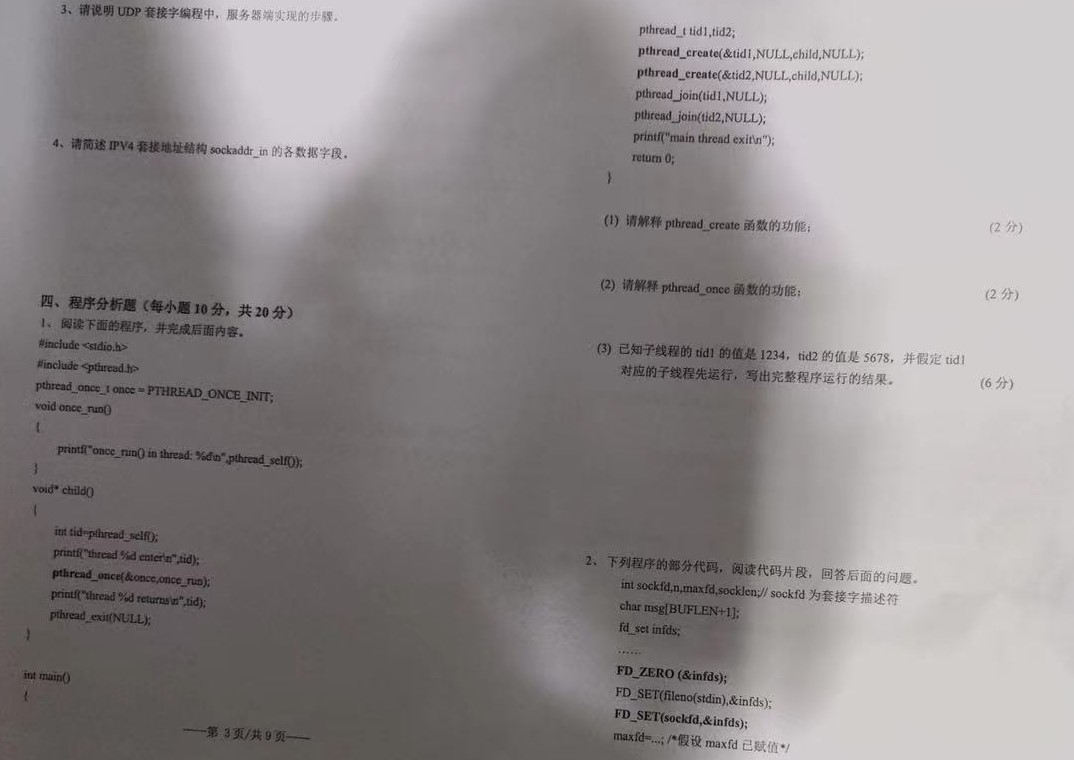 3、请说明 UDP 套接字编程中，服务器端实现的步骤。
4、请简述 IPV4 套接地址结构 sockaddr_in 的各数据字段。
四、程序分析题（每小题 10 分，共 20 分）
1、阅读下面的程序，并完成后面内容。
#include <stdio.h>
#include <pthread.h>
pthread_once_t once = PTHREAD_ONCE_INIT;
void once_run()
{
printf("once_run() in thread: %d\n",pthread_self());
}
void* child()
{
int tid=pthread_self();
printf("thread %d enter\n",tid);
pthread_once(&once,once_run);
printf("thread %d returns\n",tid);
pthread_exit(NULL);
}
int main()
{
——第 3页/共9页——
pthread_t tid1,tid2;
pthread_create(&tid1,NULL,child,NULL);
pthread_create(&tid2,NULL,child,NULL);
pthread_join(tid1,NULL);
pthread_join(tid2,NULL);
printf("main thread exit\n");
return 0;
}
(1) 请解释 pthread_create 函数的功能; (2 分)
(2) 请解释 pthread_once 函数的功能; (2 分)
(3) 已知子线程的 tid1 的值是 1234，tid2 的值是 5678，并假定 tid1
对应的子线程先运行，写出完整程序运行的结果。 (6 分)
2、下列程序的部分代码，阅读代码片段，回答后面的问题。
int sockfd,n,maxfd,socklen;// sockfd 为套接字描述符
char msg[BUFLEN+1];
fd_set infds;
……
FD_ZERO (&infds);
FD_SET(fileno(stdin),&infds);
FD_SET(sockfd,&infds);
maxfd=...; /*假设 maxfd 已赋值*/